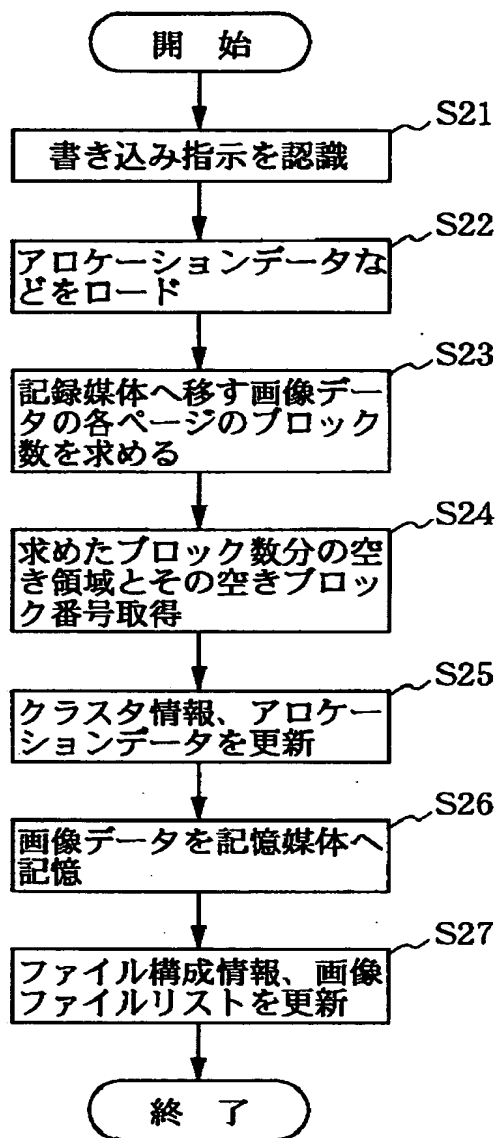 開 始
S21
書き込み指示を認識
S22
アロケーションデータな
どをロード
S23
記録媒体へ移す画像デー
タの各ページのブロック
数を求める
S24
求めたブロック数分の空
き領域とその空きブロッ
ク番号取得
S25
クラスタ情報、アロケー
ションデータを更新
S26
画像データを記憶媒体へ
記憶
S27
ファイル構成情報、画像
ファイルリストを更新
終 了